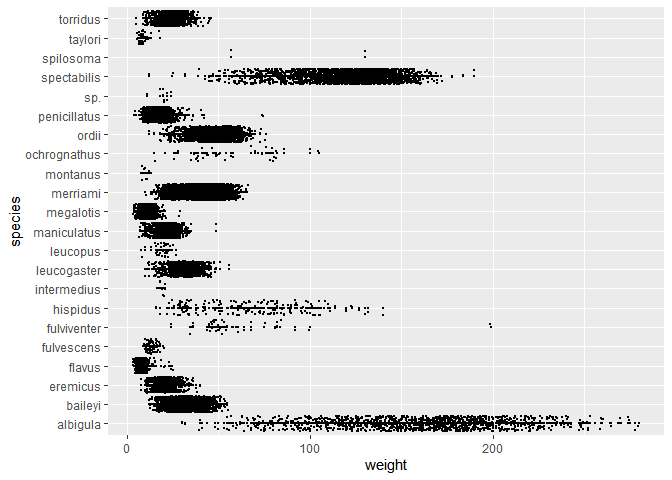 torridus
taylori
spilosoma
spectabilis
sp.
penicillatus
ordii
ochrognathus
montanus
merriami
megalotis
maniculatus
leucopus
leucogaster
intermedius
hispidus
fulviventer
fulvescens
flavus
eremicus
baileyi
albigula
species
0 100 200
weight